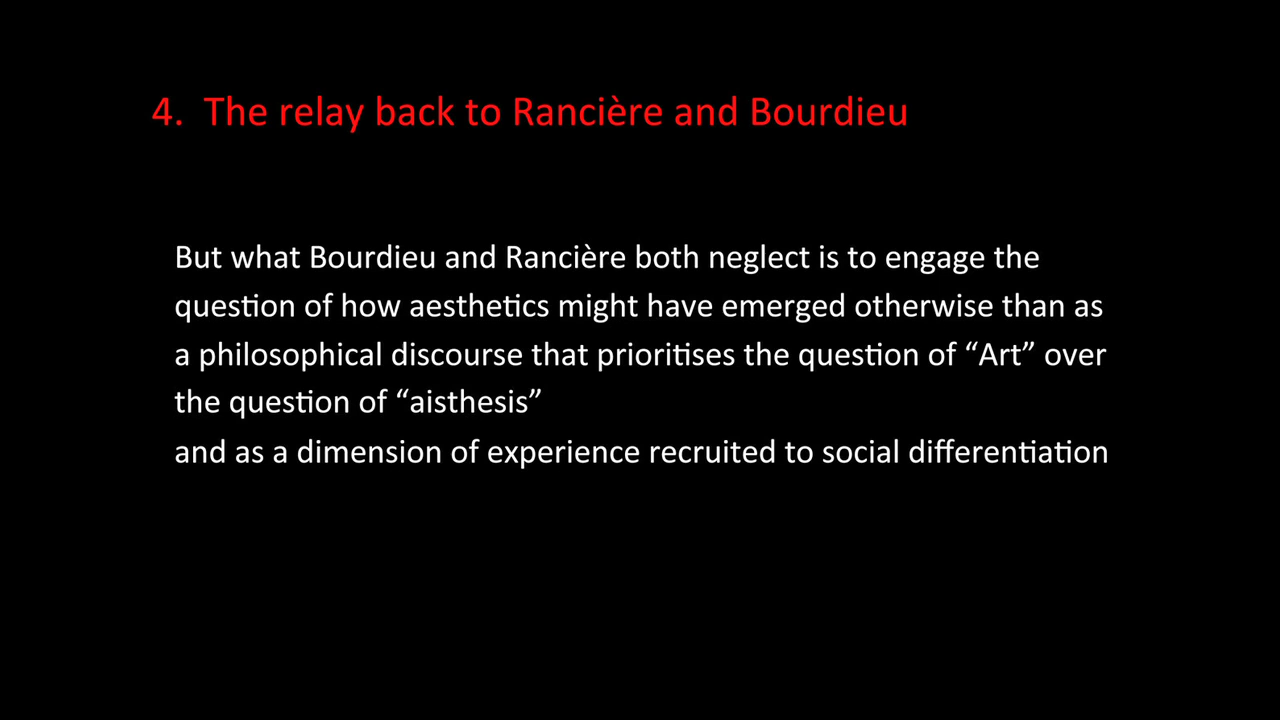 4. The relay back to Rancière and Bourdieu
But what Bourdieu and Rancière both neglect is to engage the
question of how aesthetics might have emerged otherwise than as
a philosophical discourse that prioritises the question of “Art” over
the question of “aisthesis”
and as a dimension of experience recruited to social differentiation